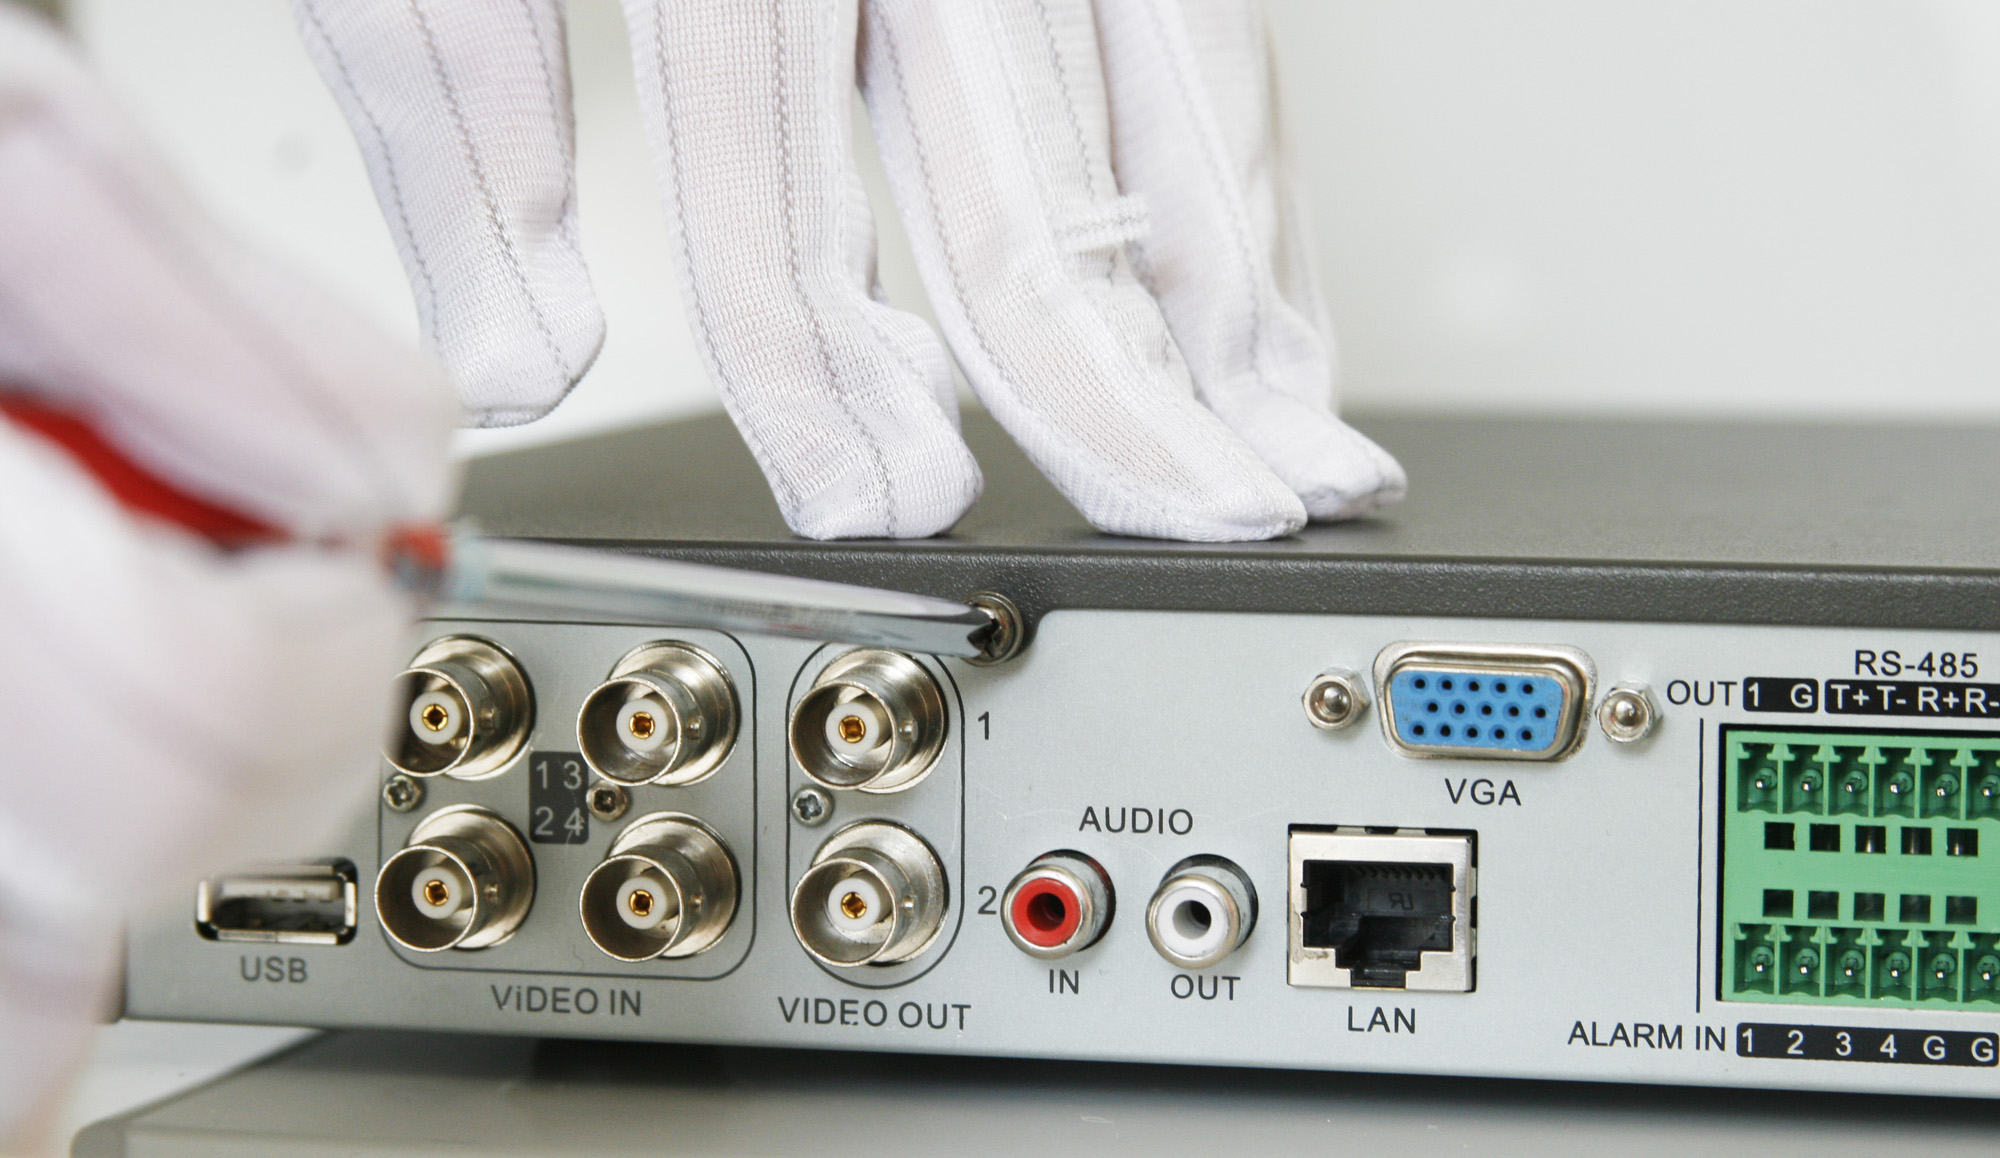 USB
1 3
2 4
ViDEO IN
1
2
VIDEO OUT
AUDIO
IN
OUT
VGA
LAN
RS-485
OUT 1 G T+ T- R+ R-
ALARM IN 1 2 3 4 G G